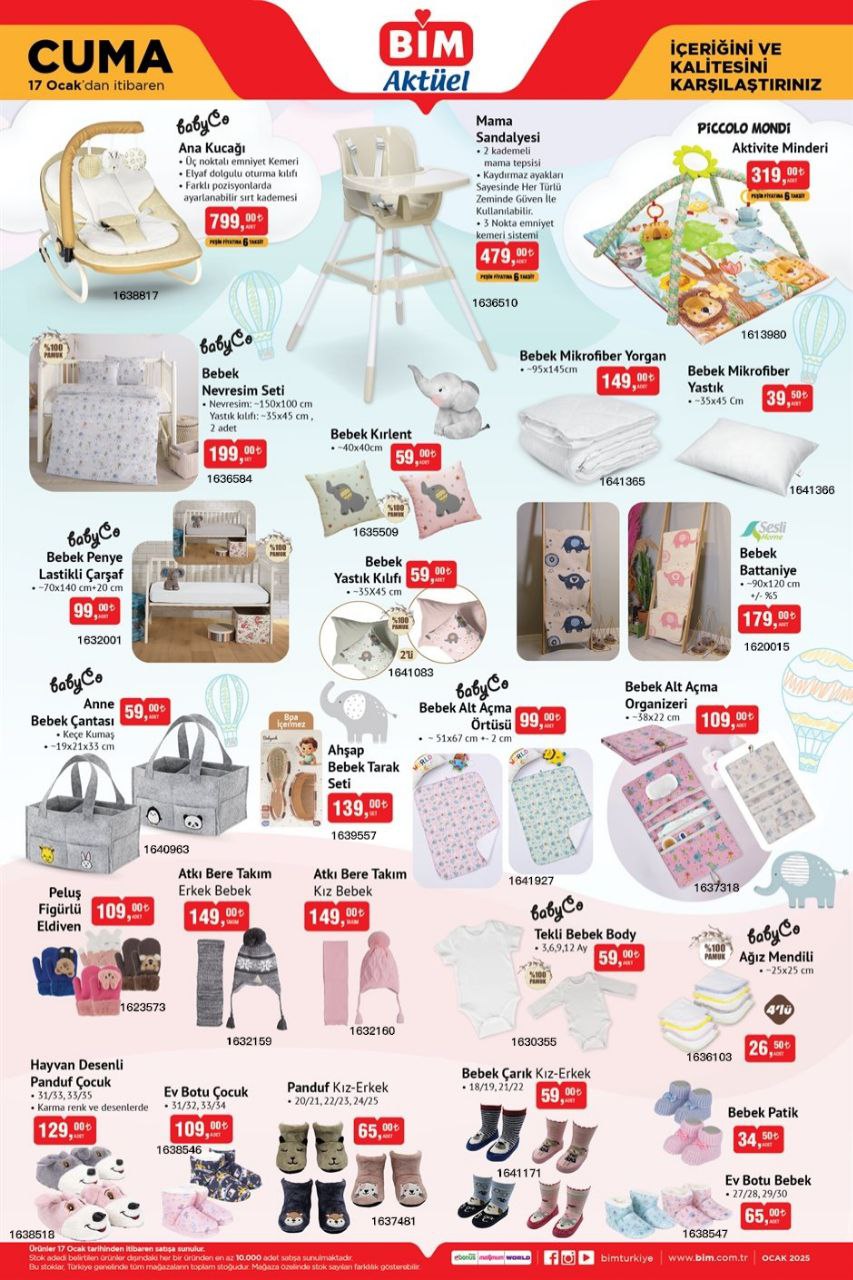 CUMA
17 Ocak'dan itibaren
BİM
Aktüel
İÇERİĞİNİ VE
KALİTESİNİ
KARŞILAŞTIRINIZ
babyCo
Ana Kucağı
• Üç noktalı emniyet Kemeri
• Elyaf dolgulu oturma kılıfı
• Farklı pozisyonlarda
ayarlanabilir sırt kademesi
799,00₺
ADET
PEŞİN FİYATINA 6 TAKSİT
1638817
Mama
Sandalyesi
• 2 kademeli
mama tepsisi
• Kaydırmaz ayakları
Sayesinde Her Türlü
Zeminde Güven İle
Kullanılabilir.
• 3 Nokta emniyet
kemeri sistemi
479,00₺
ADET
PEŞİN FİYATINA 6 TAKSİT
1636510
PİCCOLO MONDİ
Aktivite Minderi
319,00₺
ADET
PEŞİN FİYATINA 6 TAKSİT
1613980
%100
PAMUK
babyCo
Bebek
Nevresim Seti
• Nevresim: ~150x100 cm
Yastık kılıfı: ~35x45 cm ,
2 adet
199,00₺
SET
1636584
Bebek Kırlent
• ~40x40cm
59,00₺
ADET
%100
PAMUK
1635509
Bebek Mikrofiber Yorgan
• ~95x145cm
149,00₺
ADET
1641365
Bebek Mikrofiber
Yastık
• ~35x45 Cm
39,50₺
ADET
1641366
babyCo
Bebek Penye
Lastikli Çarşaf
• ~70x140 cm+20 cm
99,00₺
ADET
1632001
%100
PAMUK
Bebek
Yastık Kılıfı
• ~35X45 cm
59,00₺
ADET
%100
PAMUK
2'li
1641083
Sesli
Home
Bebek
Battaniye
• ~90x120 cm
+/- %5
179,00₺
ADET
1620015
babyCo
Anne
Bebek Çantası
• Keçe Kumaş
• ~19x21x33 cm
59,00₺
ADET
1640963
Bpa
içermez
Ahşap
Bebek Tarak
Seti
139,00₺
ADET
1639557
babyCo
Bebek Alt Açma
Örtüsü
• ~ 51x67 cm +- 2 cm
99,00₺
ADET
1641927
Bebek Alt Açma
Organizeri
• ~38x22 cm
109,00₺
ADET
1637318
Peluş
Figürlü
Eldiven
109,00₺
ADET
1623573
Atkı Bere Takım
Erkek Bebek
149,00₺
TAKIM
1632159
Atkı Bere Takım
Kız Bebek
149,00₺
TAKIM
1632160
babyCo
Tekli Bebek Body
• 3,6,9,12 Ay
59,00₺
ADET
%100
PAMUK
1630355
%100
PAMUK
babyCo
Ağız Mendili
• ~25x25 cm
4'lü
26,50₺
ADET
1636103
Hayvan Desenli
Panduf Çocuk
• 31/33, 33/35
• Karma renk ve desenlerde
129,00₺
ADET
1638518
Ev Botu Çocuk
• 31/32, 33/34
109,00₺
ADET
1638546
Panduf Kız-Erkek
• 20/21, 22/23, 24/25
65,00₺
ADET
1637481
Bebek Çarık Kız-Erkek
• 18/19, 21/22
59,00₺
ADET
1641171
Bebek Patik
34,50₺
ADET
Ev Botu Bebek
• 27/28, 29/30
65,00₺
ADET
1638547
Ürünler 17 Ocak tarihinden itibaren satışa sunulur.
Stok adedi belirtilen ürünler dışındaki her bir üründen en az 10.000 adet satışa sunulmaktadır.
Bu stoklar, Türkiye genelinde tüm mağazaların toplam stoğudur. Mağaza özelinde stok sayıları farklılık gösterebilir.
bonus
maximum
WORLD
bimturkiye
www.bim.com.tr
OCAK 2025